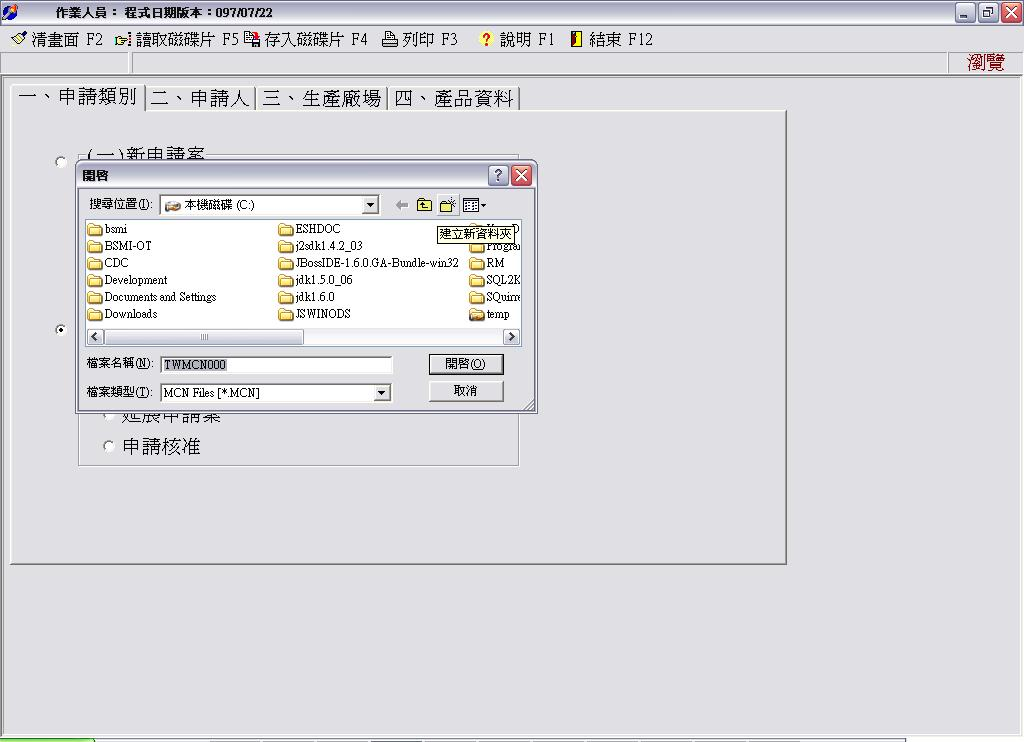 作業人員： 程式日期版本：097/07/22
清畫面 F2 讀取磁碟片 F5 存入磁碟片 F4 列印 F3 ? 說明 F1 結束 F12
瀏覽
一、申請類別 二、申請人 三、生產廠場 四、產品資料
(一)新申請案
開啓
搜尋位置(I): 本機磁碟 (C:)
建立新資料夾
bsmi
BSMI-OT
CDC
Development
Documents and Settings
Downloads
ESHDOC
j2sdk1.4.2_03
JBossIDE-1.6.0.GA-Bundle-win32
jdk1.5.0_06
jdk1.6.0
JSWINODS
Progra
RM
SQL2K
SQuirre
temp
檔案名稱(N): TWMCN000 開啓(O)
檔案類型(T): MCN Files [*.MCN] 取消
延展申請案
申請核准